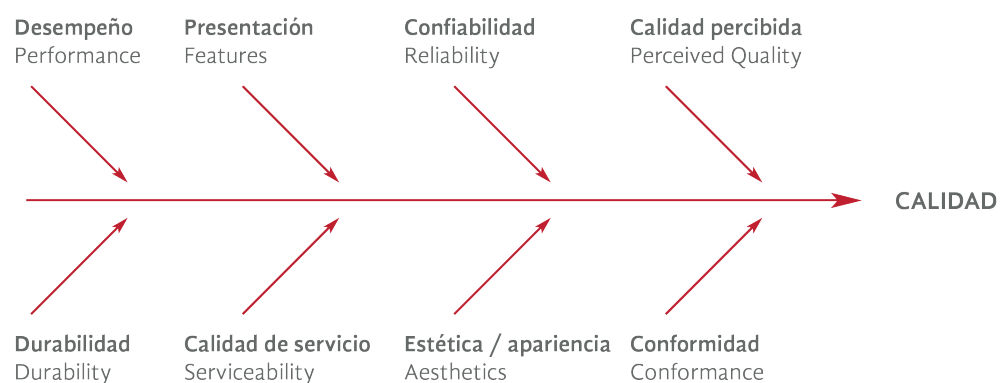 Desempeño
Performance
Presentación
Features
Confiabilidad
Reliability
Calidad percibida
Perceived Quality
CALIDAD
Durabilidad
Durability
Calidad de servicio
Serviceability
Estética / apariencia
Aesthetics
Conformidad
Conformance